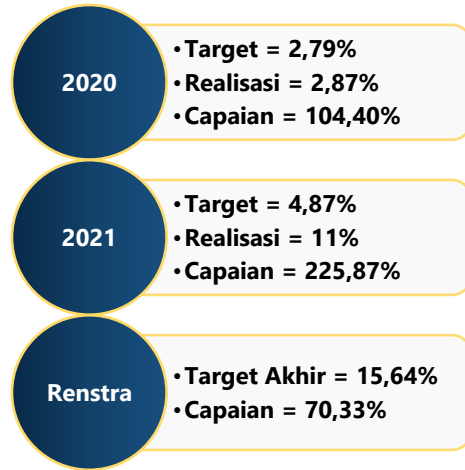 2020
• Target = 2,79%
• Realisasi = 2,87%
• Capaian = 104,40%
2021
• Target = 4,87%
• Realisasi = 11%
• Capaian = 225,87%
Renstra
• Target Akhir = 15,64%
• Capaian = 70,33%